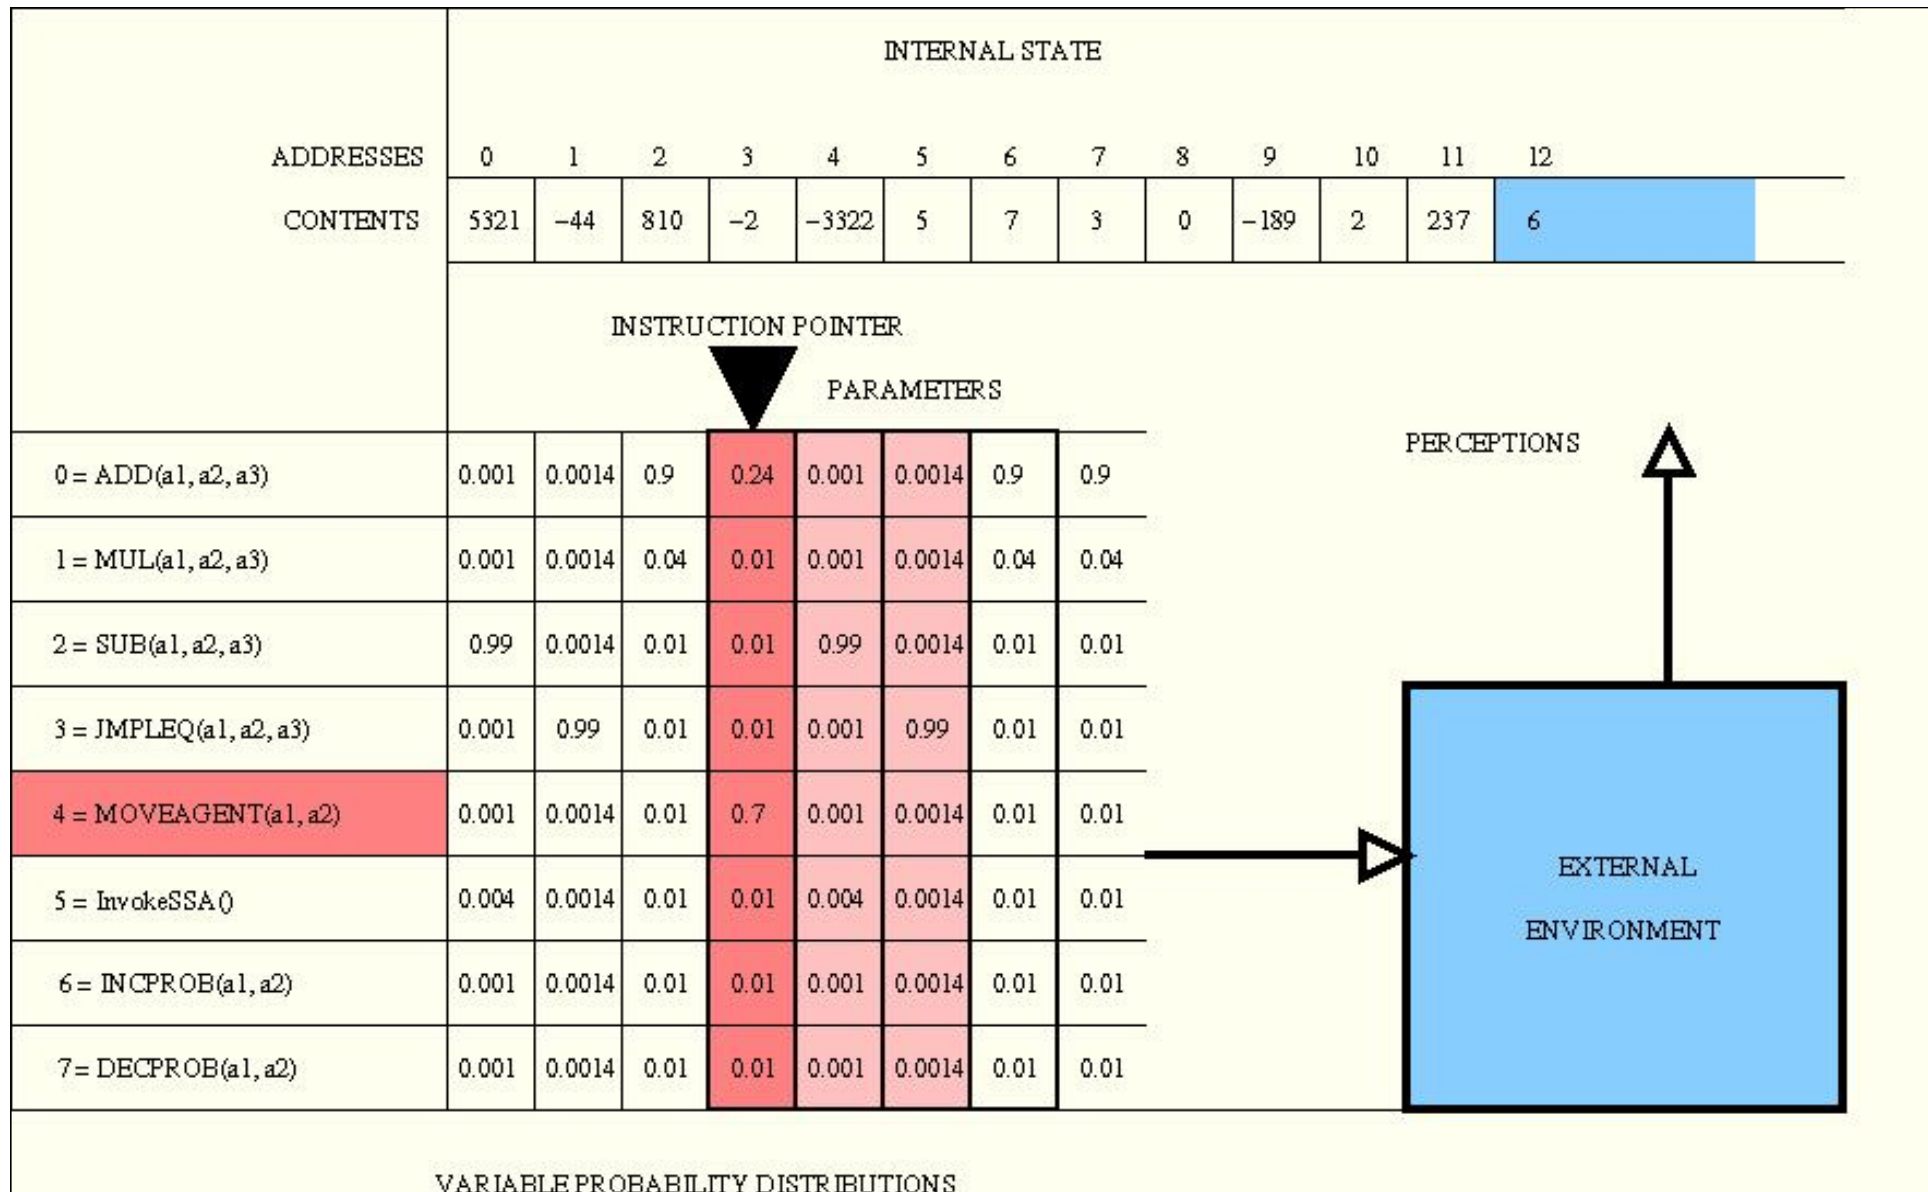 INTERNAL STATE
ADDRESSES 0 1 2 3 4 5 6 7 8 9 10 11 12
CONTENTS 5321 −44 810 −2 −3322 5 7 3 0 −189 2 237 6
INSTRUCTION POINTER
PARAMETERS
PERCEPTIONS
0 = ADD(a1, a2, a3) 0.001 0.0014 0.9 0.24 0.001 0.0014 0.9 0.9
1 = MUL(a1, a2, a3) 0.001 0.0014 0.04 0.01 0.001 0.0014 0.04 0.04
2 = SUB(a1, a2, a3) 0.99 0.0014 0.01 0.01 0.99 0.0014 0.01 0.01
3 = JMPLEQ(a1, a2, a3) 0.001 0.99 0.01 0.01 0.001 0.99 0.01 0.01
4 = MOVEAGENT(a1, a2) 0.001 0.0014 0.01 0.7 0.001 0.0014 0.01 0.01
5 = InvokeSSA() 0.004 0.0014 0.01 0.01 0.004 0.0014 0.01 0.01
6 = INCPROB(a1, a2) 0.001 0.0014 0.01 0.01 0.001 0.0014 0.01 0.01
7 = DECPROB(a1, a2) 0.001 0.0014 0.01 0.01 0.001 0.0014 0.01 0.01
EXTERNAL
ENVIRONMENT
VARIABLE PROBABILITY DISTRIBUTIONS